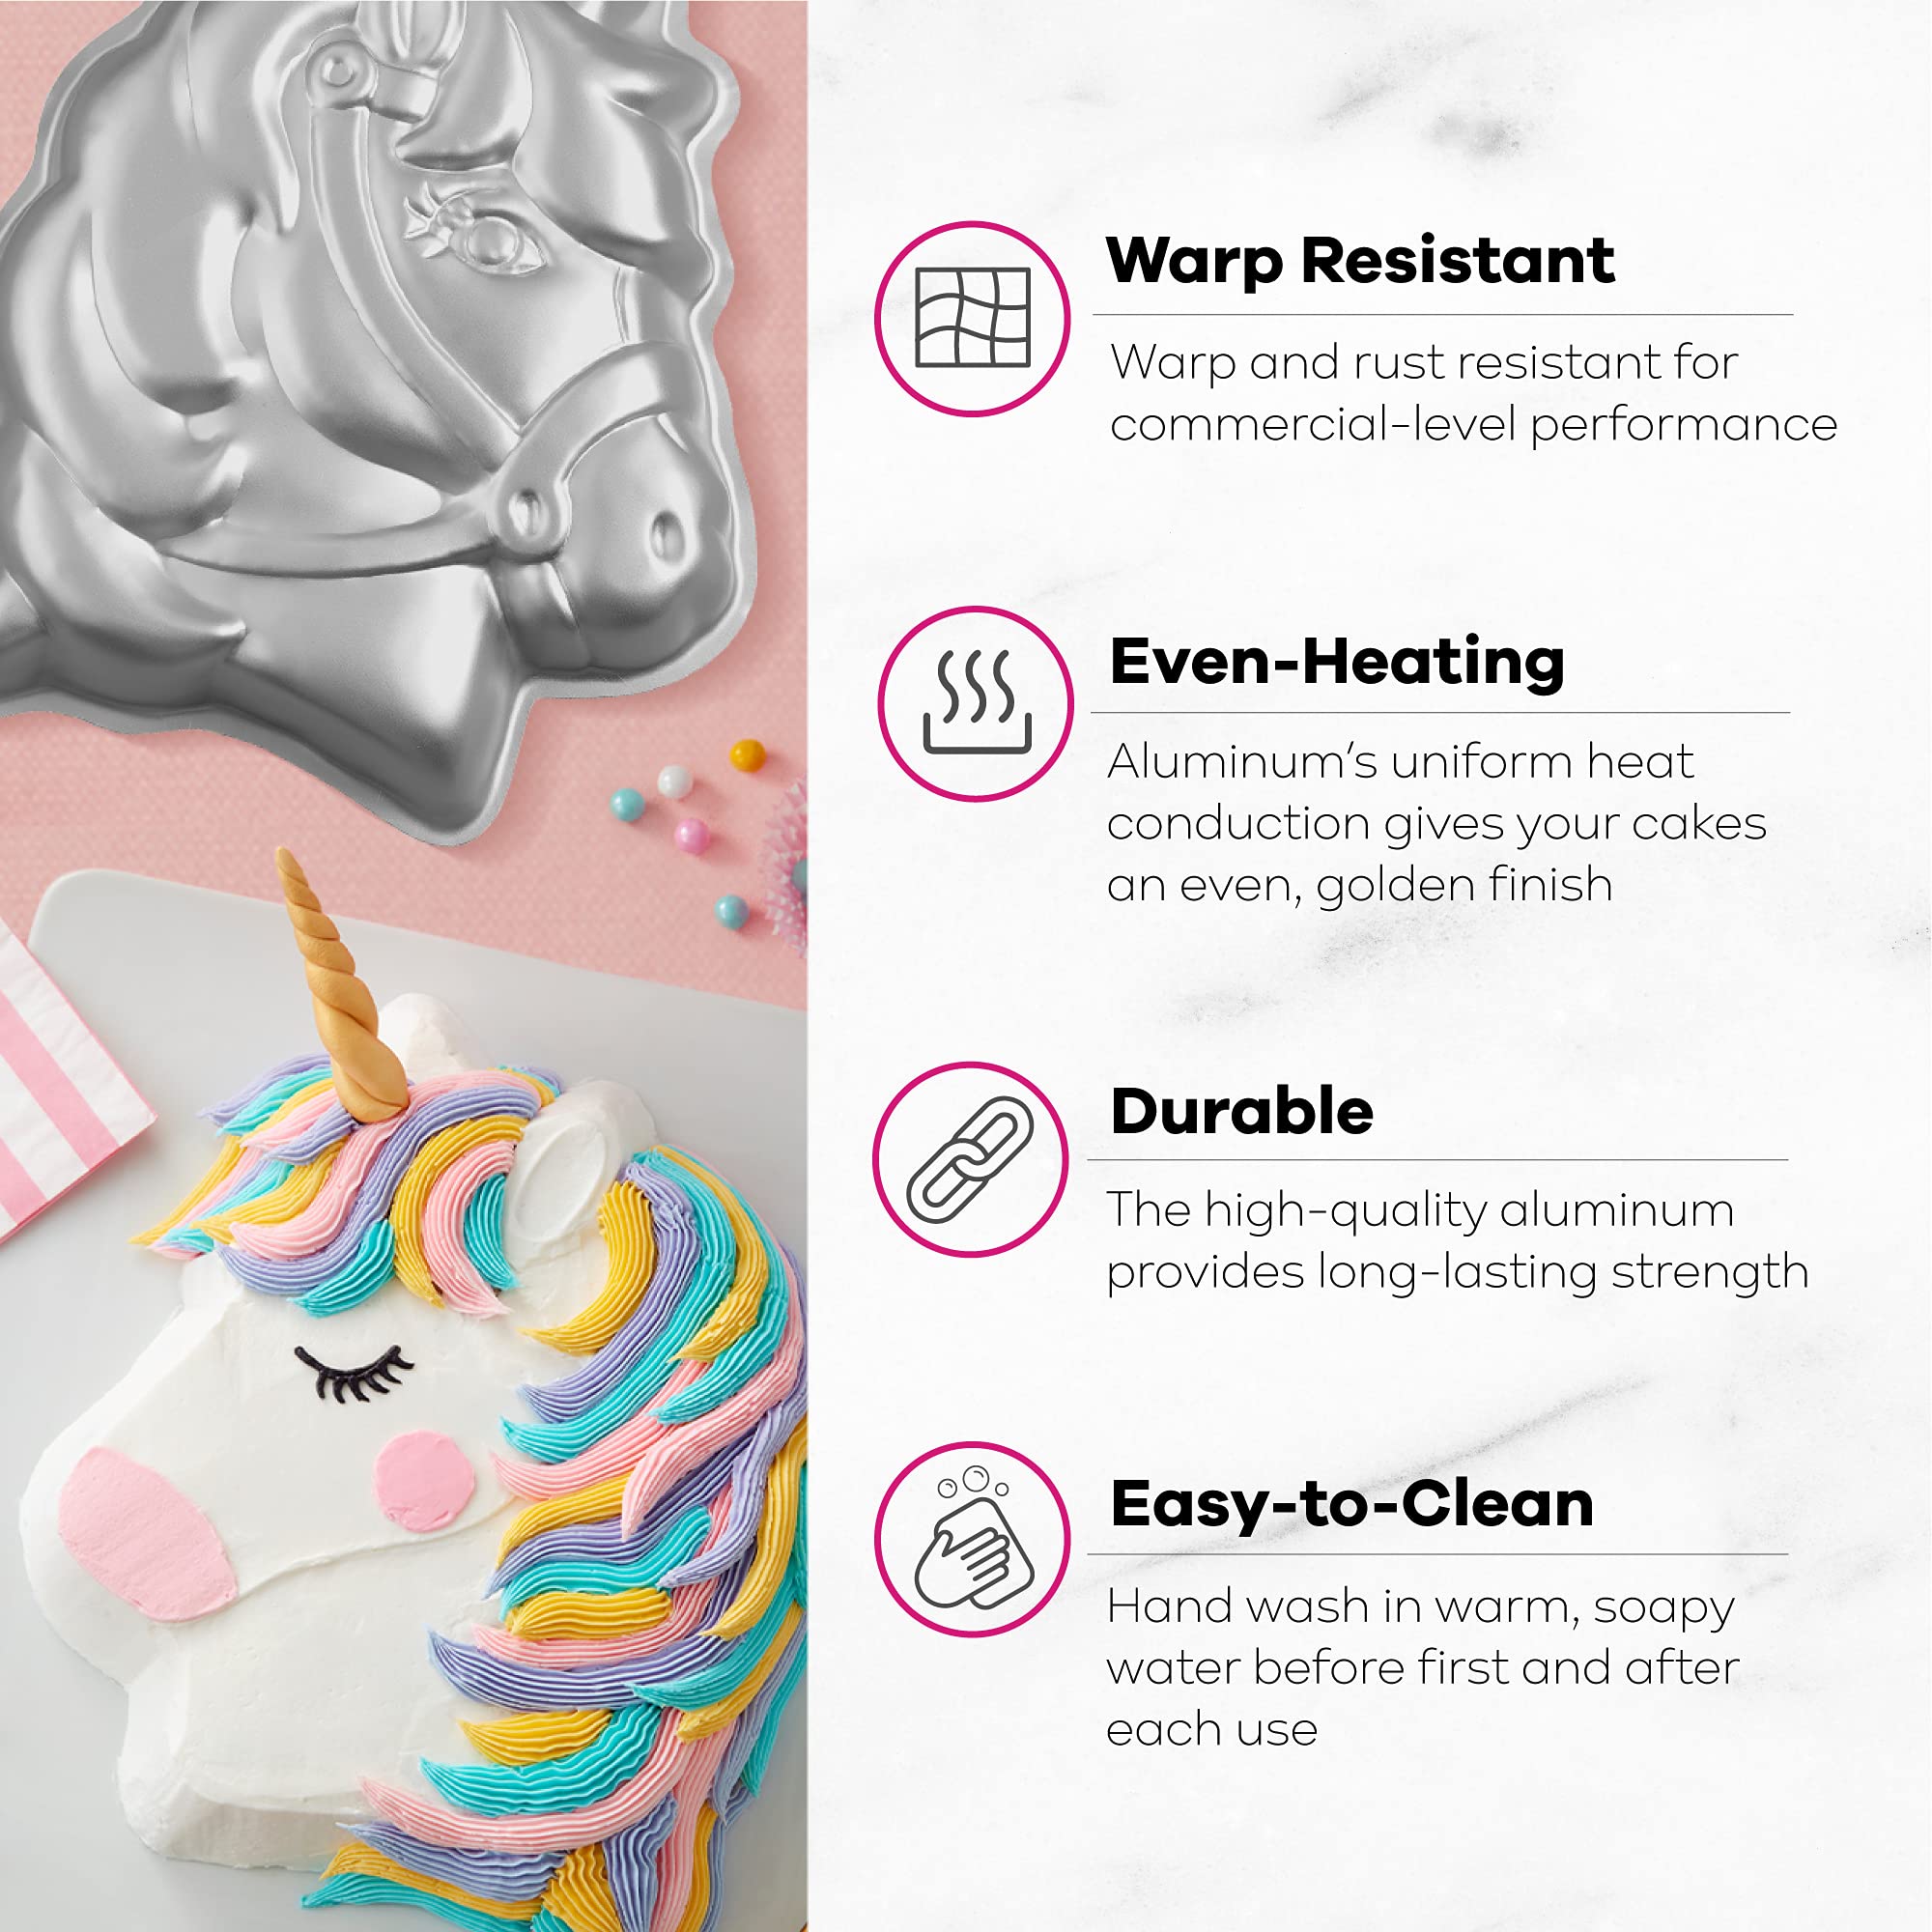 Warp Resistant
Warp and rust resistant for
commercial-level performance
Even-Heating
Aluminum's uniform heat
conduction gives your cakes
an even, golden finish
Durable
The high-quality aluminum
provides long-lasting strength
Easy-to-Clean
Hand wash in warm, soapy
water before first and after
each use